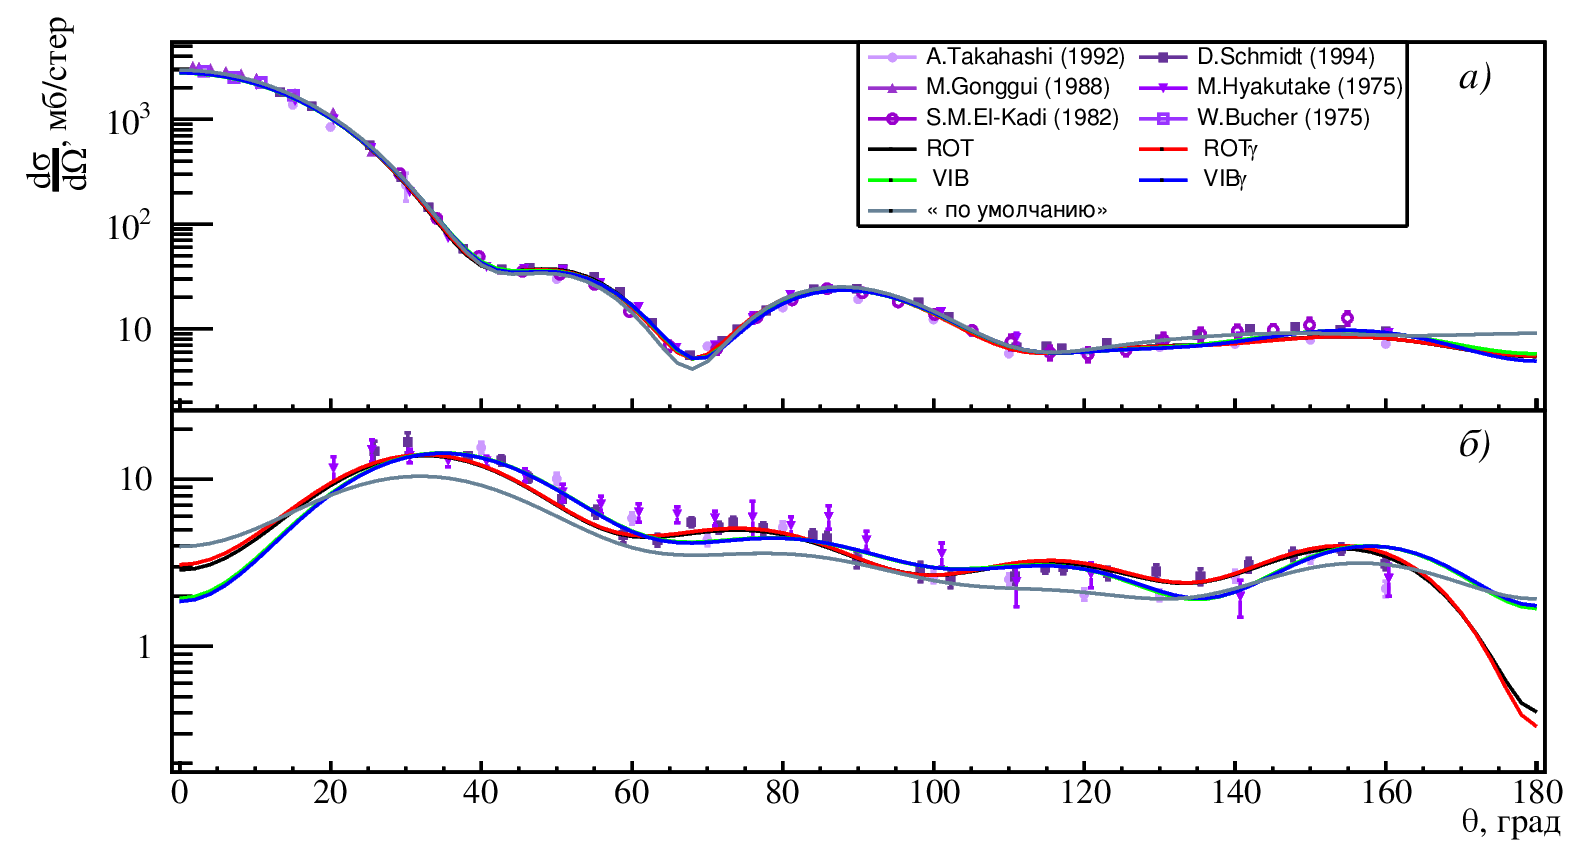 dσ/dΩ, мб/стер
10³
10²
10
A.Takahashi (1992)
D.Schmidt (1994)
M.Gonggui (1988)
M.Hyakutake (1975)
S.M.El-Kadi (1982)
W.Bucher (1975)
ROT
ROTγ
VIB
VIBγ
« по умолчанию»
а)
10
1
б)
0 20 40 60 80 100 120 140 160 180
θ, град